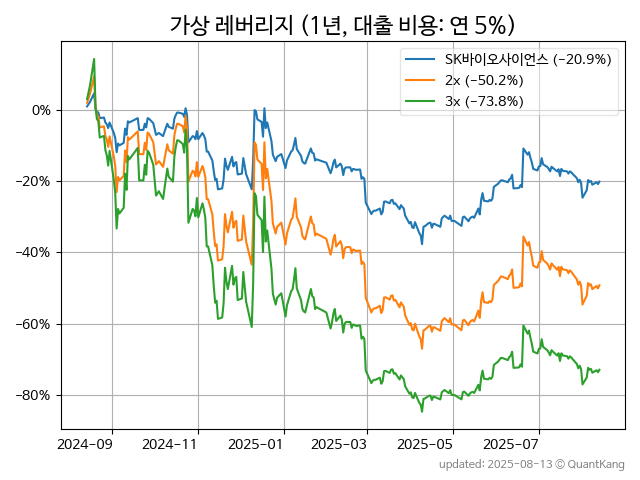 가상 레버리지 (1년, 대출 비용: 연 5%)
SK바이오사이언스 (−20.9%)
2x (−50.2%)
3x (−73.8%)
0%
−20%
−40%
−60%
−80%
2024-09 2024-11 2025-01 2025-03 2025-05 2025-07
updated: 2025-08-13 © QuantKang